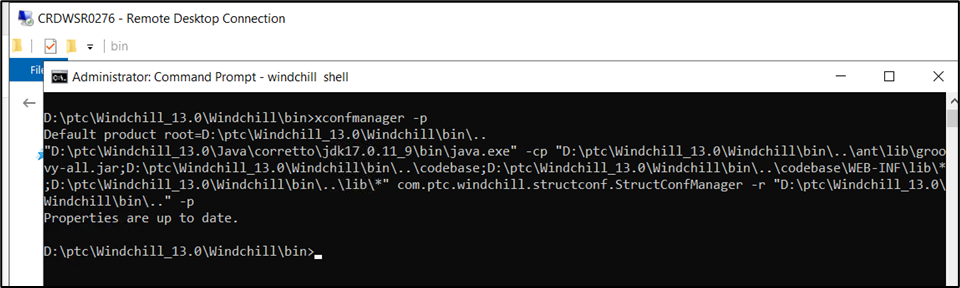 CRDWSR0276 - Remote Desktop Connection
bin
File
Administrator: Command Prompt - windchill  shell
D:\ptc\Windchill_13.0\Windchill\bin>xconfmanager -p
Default product root=D:\ptc\Windchill_13.0\Windchill\bin\..
"D:\ptc\Windchill_13.0\Java\corretto\jdk17.0.11_9\bin\java.exe" -cp "D:\ptc\Windchill_13.0\Windchill\bin\..\ant\lib\groo
vy-all.jar;D:\ptc\Windchill_13.0\Windchill\bin\..\codebase;D:\ptc\Windchill_13.0\Windchill\bin\..\codebase\WEB-INF\lib\*
;D:\ptc\Windchill_13.0\Windchill\bin\..\lib\*" com.ptc.windchill.structconf.StructConfManager -r "D:\ptc\Windchill_13.0\
Windchill\bin\.." -p
Properties are up to date.
D:\ptc\Windchill_13.0\Windchill\bin>